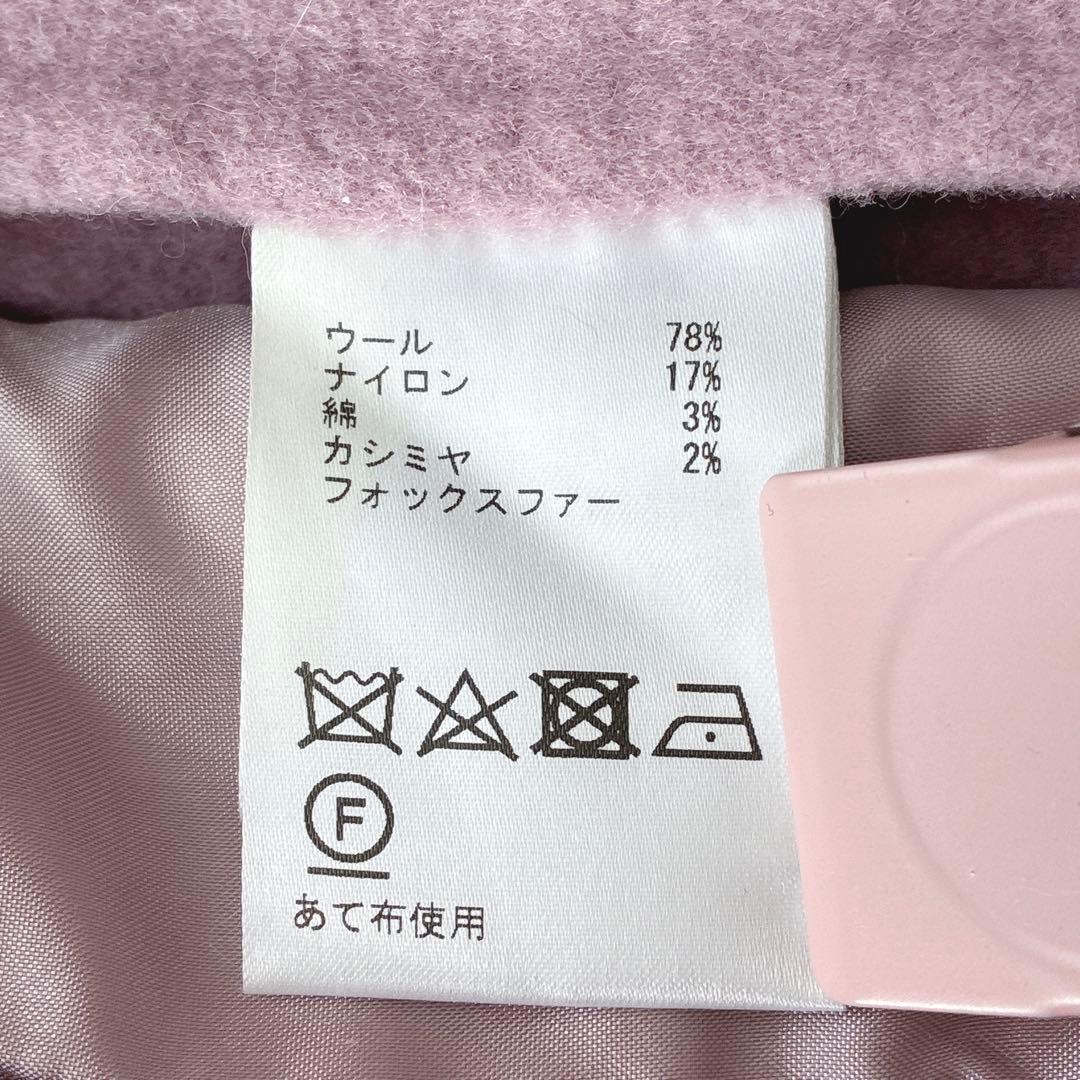 ウール 78%
ナイロン 17%
綿 3%
カシミヤ 2%
フォックスファー
F
あて布使用